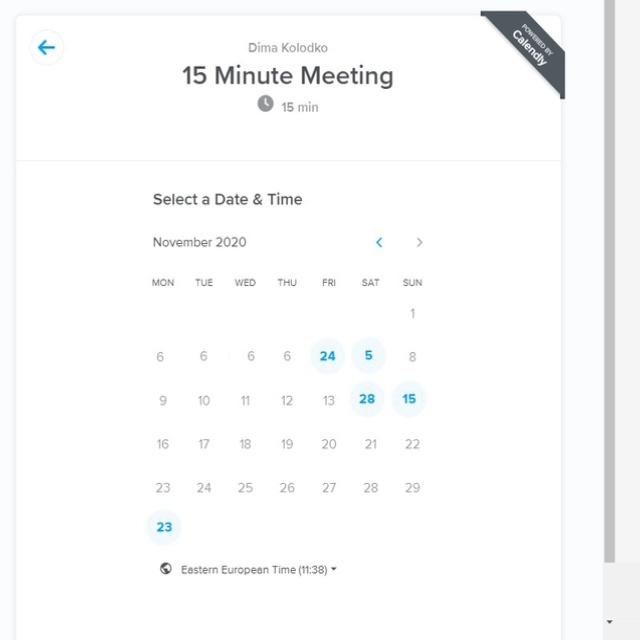 POWERED BY
Calendly
Dima Kolodko
15 Minute Meeting
15 min
Select a Date & Time
November 2020
MON TUE WED THU FRI SAT SUN
1
6 6 6 6 24 5 8
9 10 11 12 13 28 15
16 17 18 19 20 21 22
23 24 25 26 27 28 29
23
Eastern European Time (11:38)